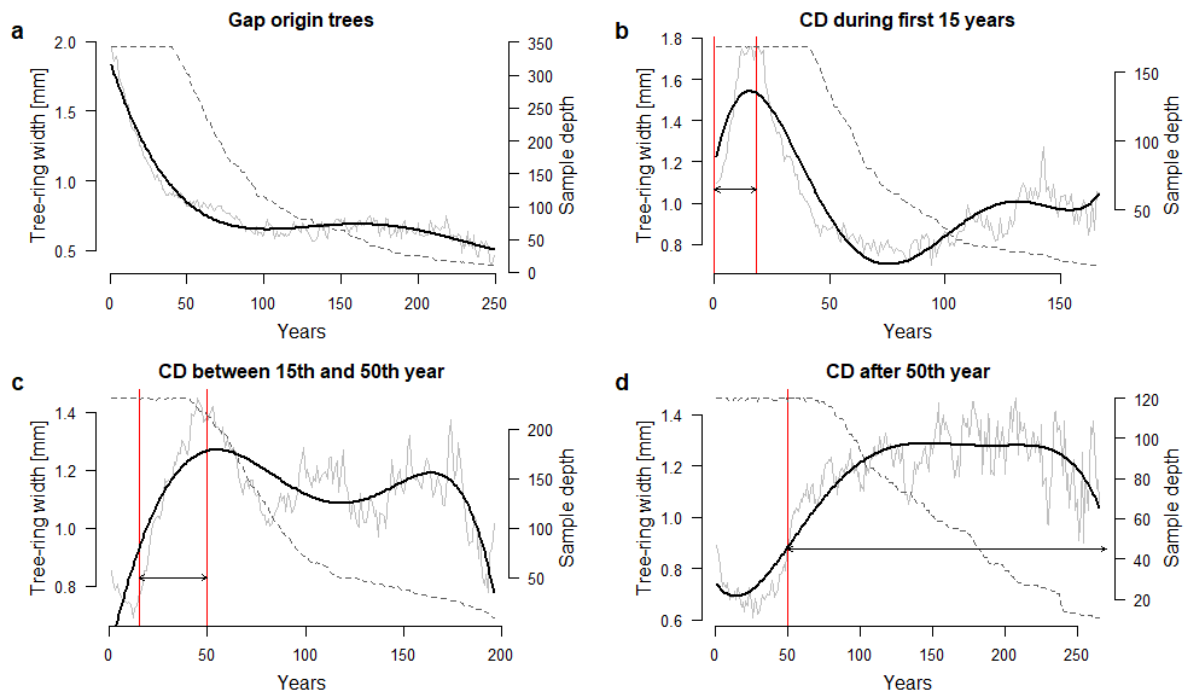 a
Gap origin trees
2.0
1.5
1.0
0.5
Tree-ring width [mm]
350
300
250
200
150
100
50
0
Sample depth
0 50 100 150 200 250
Years
b
CD during first 15 years
1.8
1.6
1.4
1.2
1.0
0.8
Tree-ring width [mm]
150
100
50
Sample depth
0 50 100 150
Years
c
CD between 15th and 50th year
1.4
1.2
1.0
0.8
Tree-ring width [mm]
200
150
100
50
Sample depth
0 50 100 150 200
Years
d
CD after 50th year
1.4
1.2
1.0
0.8
0.6
Tree-ring width [mm]
120
100
80
60
40
20
Sample depth
0 50 100 150 200 250
Years